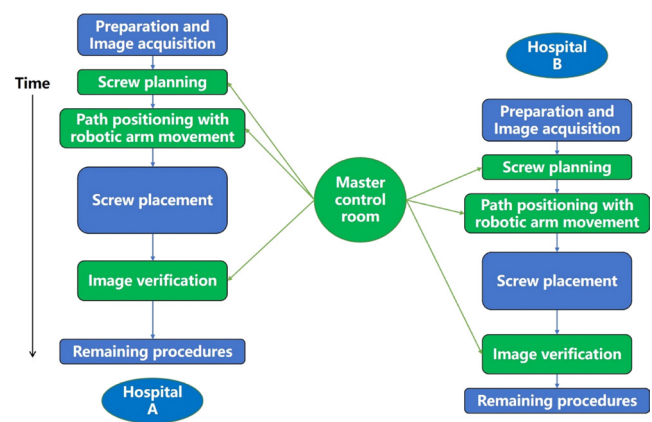 Time
Preparation and
Image acquisition
Screw planning
Path positioning with
robotic arm movement
Screw placement
Image verification
Remaining procedures
Hospital
A
Master
control
room
Hospital
B
Preparation and
Image acquisition
Screw planning
Path positioning with
robotic arm movement
Screw placement
Image verification
Remaining procedures